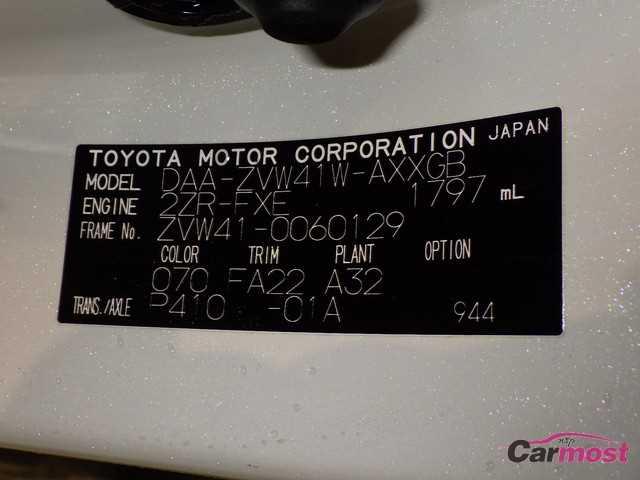 TOYOTA MOTOR CORPORATION JAPAN
MODEL DAA-ZVW41W-AXXGB
ENGINE 2ZR-FXE 1797 mL
FRAME No. ZVW41-0060129
COLOR TRIM PLANT OPTION
070 FA22 A32
TRANS./AXLE P410 -01A 944
Carmost